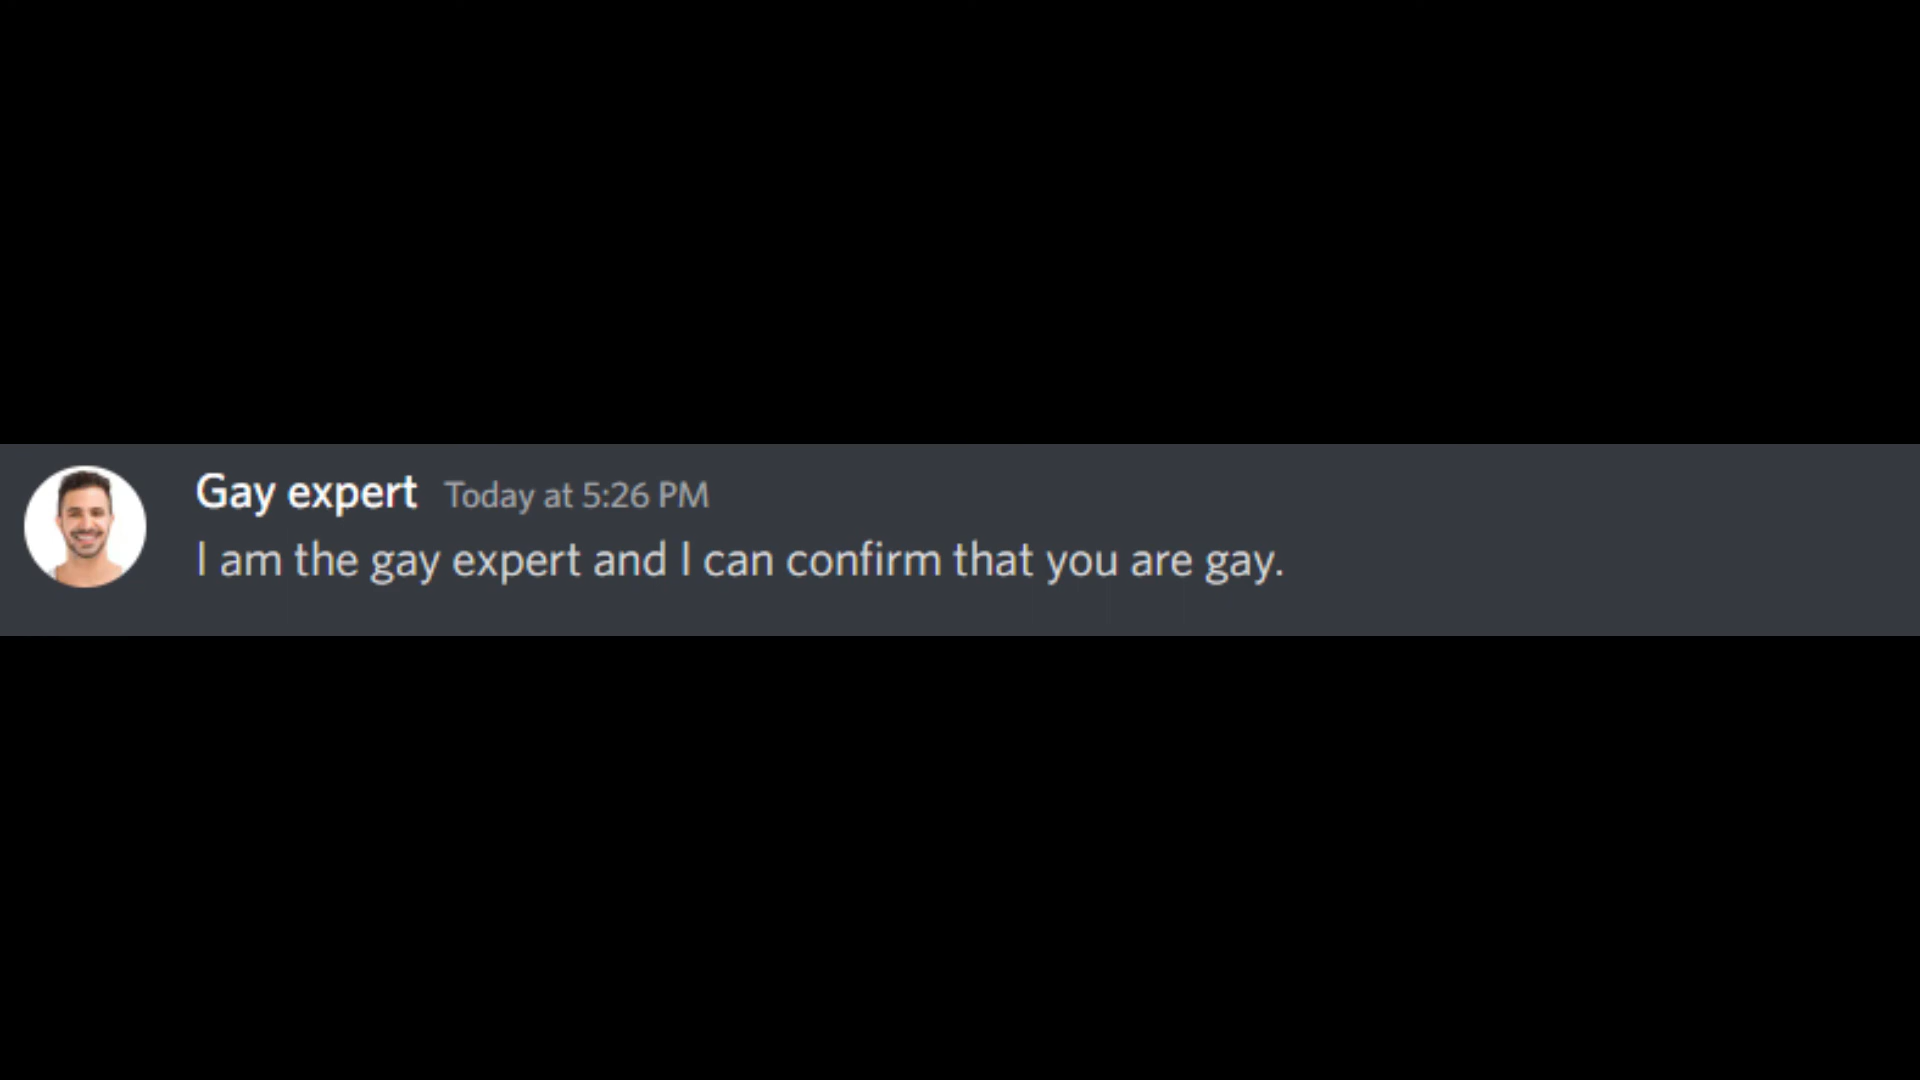 Gay expert Today at 5:26 PM
I am the gay expert and I can confirm that you are gay.